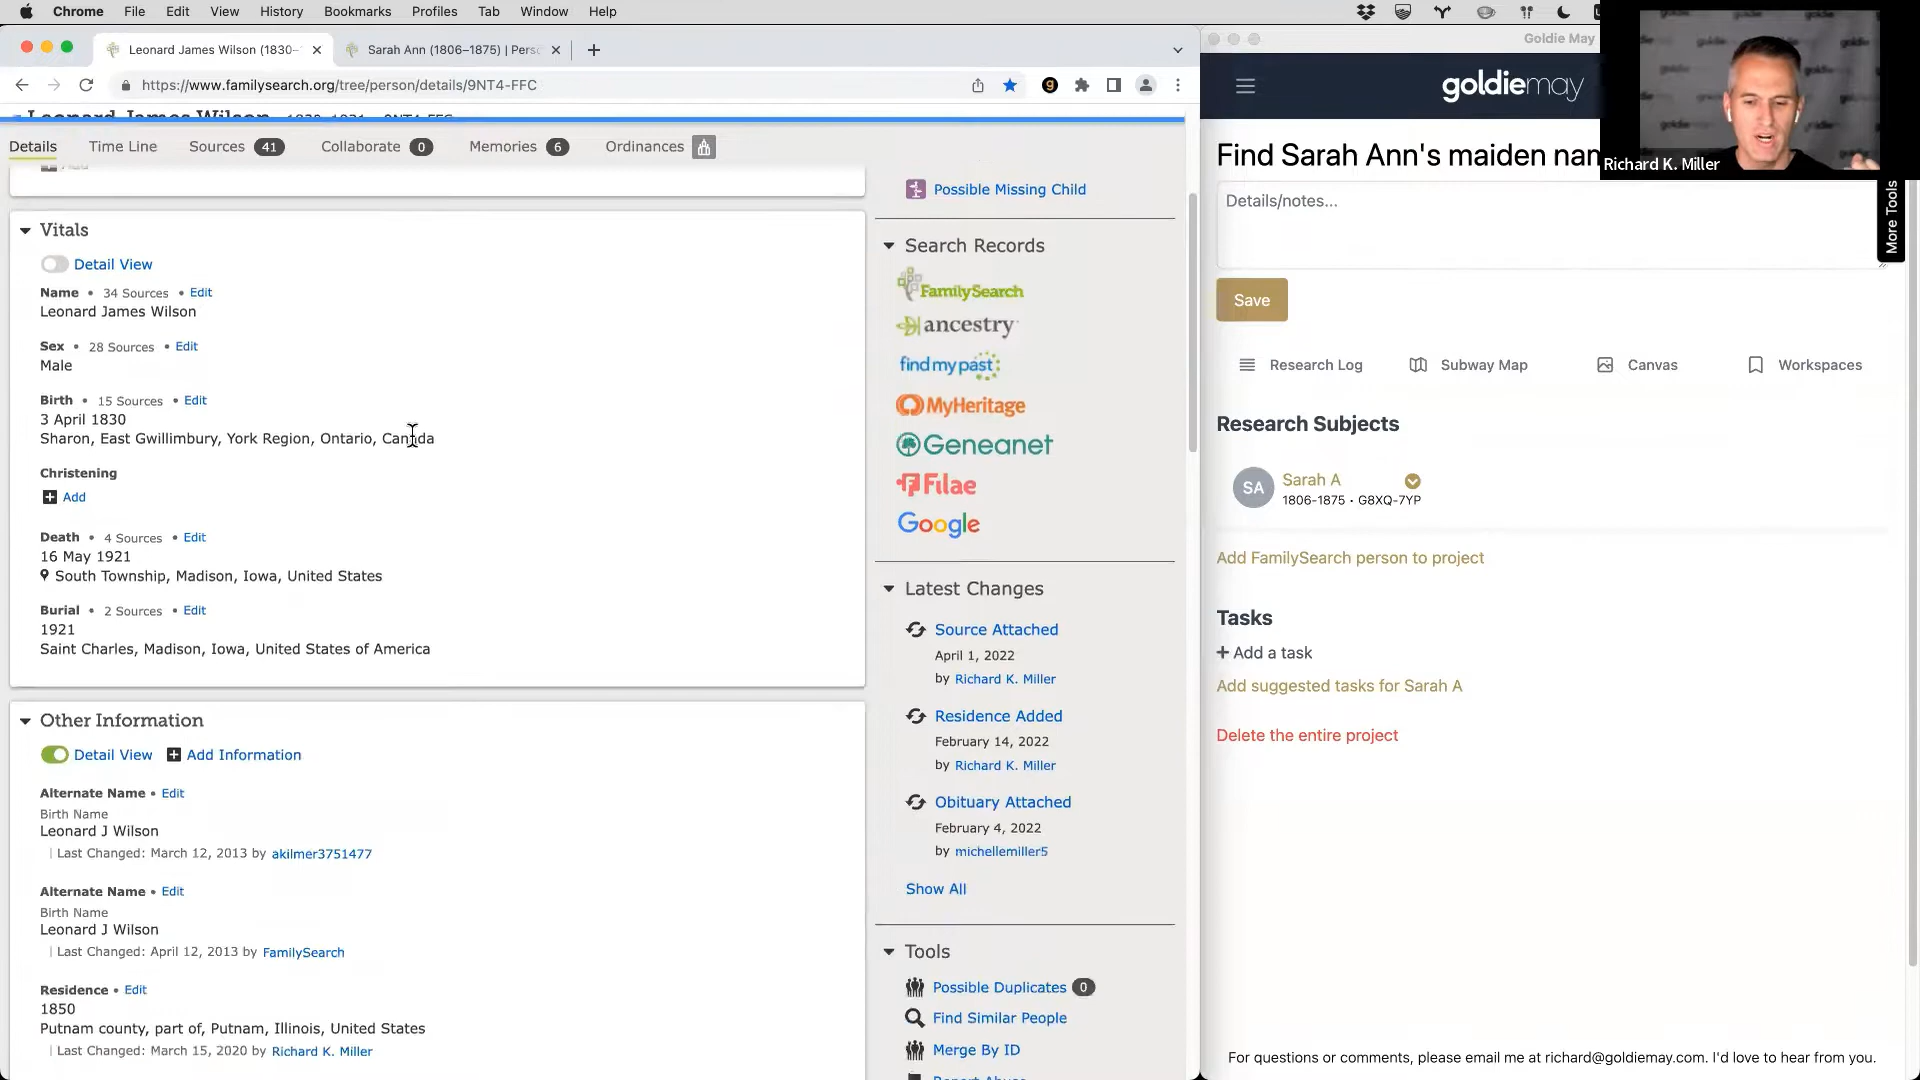 Chrome File Edit View History Bookmarks Profiles Tab Window Help
Leonard James Wilson (1830–
Sarah Ann (1806–1875) | Pers
Goldie May
https://www.familysearch.org/tree/person/details/9NT4-FFC
goldiemay
Leonard James Wilson 1830–1921 • 9NT4-FFC
Details Time Line Sources 41 Collaborate 0 Memories 6 Ordinances
Add
Vitals
Detail View
Name • 34 Sources • Edit
Leonard James Wilson
Sex • 28 Sources • Edit
Male
Birth • 15 Sources • Edit
3 April 1830
Sharon, East Gwillimbury, York Region, Ontario, Canada
Christening
Add
Death • 4 Sources • Edit
16 May 1921
South Township, Madison, Iowa, United States
Burial • 2 Sources • Edit
1921
Saint Charles, Madison, Iowa, United States of America
Other Information
Detail View Add Information
Alternate Name • Edit
Birth Name
Leonard J Wilson
Last Changed: March 12, 2013 by akilmer3751477
Alternate Name • Edit
Birth Name
Leonard J Wilson
Last Changed: April 12, 2013 by FamilySearch
Residence • Edit
1850
Putnam county, part of, Putnam, Illinois, United States
Last Changed: March 15, 2020 by Richard K. Miller
Possible Missing Child
Search Records
FamilySearch
ancestry
findmypast
MyHeritage
Geneanet
Filae
Google
Latest Changes
Source Attached
April 1, 2022
by Richard K. Miller
Residence Added
February 14, 2022
by Richard K. Miller
Obituary Attached
February 4, 2022
by michellemiller5
Show All
Tools
Possible Duplicates 0
Find Similar People
Merge By ID
Report Abuse
Find Sarah Ann's maiden nam
Richard K. Miller
Details/notes...
More Tools
Save
Research Log Subway Map Canvas Workspaces
Research Subjects
SA
Sarah A
1806-1875 • G8XQ-7YP
Add FamilySearch person to project
Tasks
+ Add a task
Add suggested tasks for Sarah A
Delete the entire project
For questions or comments, please email me at richard@goldiemay.com. I'd love to hear from you.